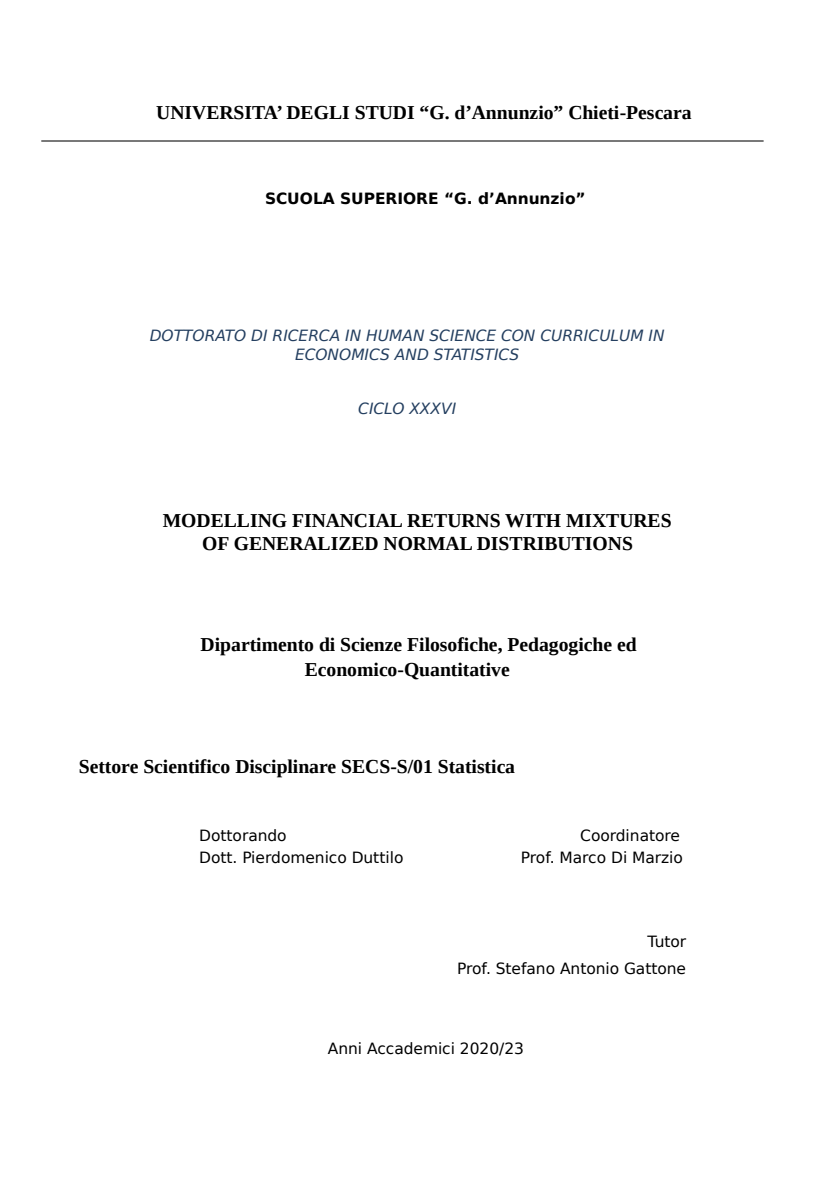 UNIVERSITA’ DEGLI STUDI “G. d’Annunzio” Chieti-Pescara
SCUOLA SUPERIORE “G. d’Annunzio”
DOTTORATO DI RICERCA IN HUMAN SCIENCE CON CURRICULUM IN
ECONOMICS AND STATISTICS
CICLO XXXVI
MODELLING FINANCIAL RETURNS WITH MIXTURES
OF GENERALIZED NORMAL DISTRIBUTIONS
Dipartimento di Scienze Filosofiche, Pedagogiche ed
Economico-Quantitative
Settore Scientifico Disciplinare SECS-S/01 Statistica
Dottorando Coordinatore
Dott. Pierdomenico Duttilo Prof. Marco Di Marzio
Tutor
Prof. Stefano Antonio Gattone
Anni Accademici 2020/23